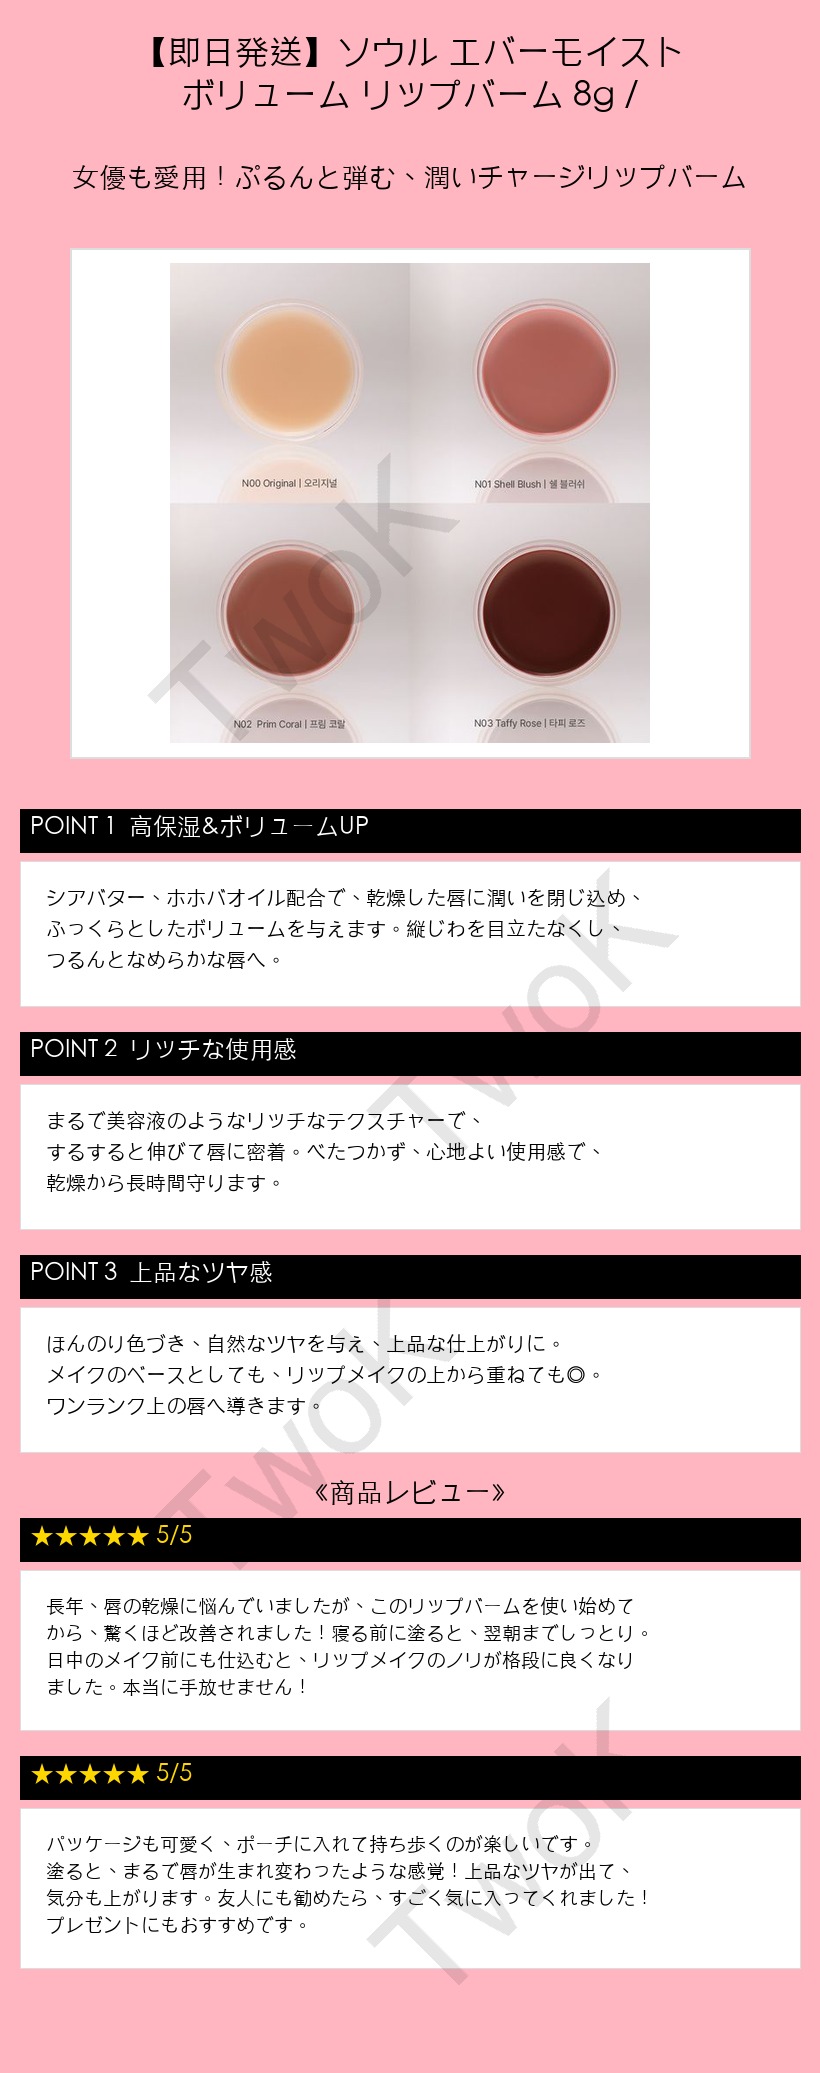 【即日発送】ソウル エバーモイスト
ボリューム リップバーム 8g /
女優も愛用！ぷるんと弾む、潤いチャージリップバーム
N00 Original | 오리지널
N01 Shell Blush | 쉘 블러쉬
N02 Prim Coral | 프림 코랄
N03 Taffy Rose | 타피 로즈
TwoK
POINT 1 高保湿&ボリュームUP
シアバター、ホホバオイル配合で、乾燥した唇に潤いを閉じ込め、
ふっくらとしたボリュームを与えます。縦じわを目立たなくし、
つるんとなめらかな唇へ。
TwoK
POINT 2 リッチな使用感
まるで美容液のようなリッチなテクスチャーで、
するすると伸びて唇に密着。べたつかず、心地よい使用感で、
乾燥から長時間守ります。
POINT 3 上品なツヤ感
ほんのり色づき、自然なツヤを与え、上品な仕上がりに。
メイクのベースとしても、リップメイクの上から重ねても◎。
ワンランク上の唇へ導きます。
TwoK
《商品レビュー》
★★★★★ 5/5
長年、唇の乾燥に悩んでいましたが、このリップバームを使い始めて
から、驚くほど改善されました！寝る前に塗ると、翌朝までしっとり。
日中のメイク前にも仕込むと、リップメイクのノリが格段に良くなり
ました。本当に手放せません！
★★★★★ 5/5
パッケージも可愛く、ポーチに入れて持ち歩くのが楽しいです。
塗ると、まるで唇が生まれ変わったような感覚！上品なツヤが出て、
気分も上がります。友人にも勧めたら、すごく気に入ってくれました！
プレゼントにもおすすめです。
TwoK